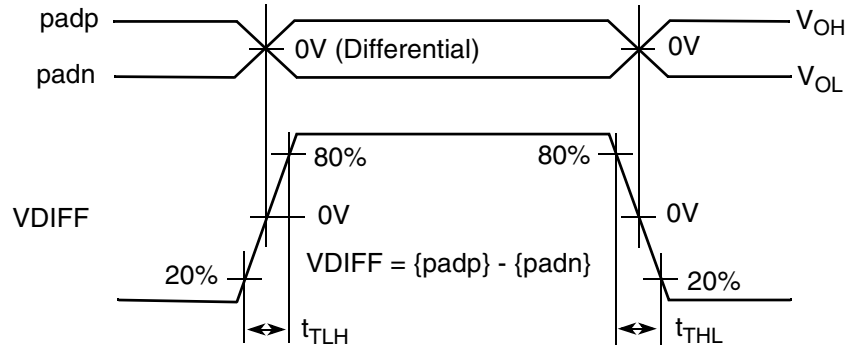 padp
V_OH
0V (Differential)
0V
padn
V_OL
80%
80%
VDIFF
0V
0V
VDIFF = {padp} - {padn}
20%
20%
t_TLH
t_THL